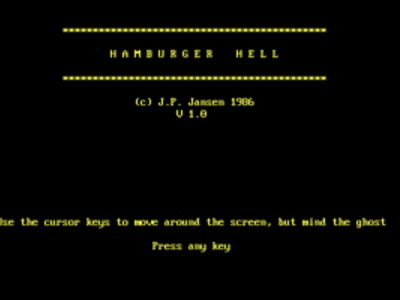 HAMBURGER HELL
(c) J.P. Jansen 1986
V 1.0
Use the cursor keys to move around the screen, but mind the ghost
Press any key